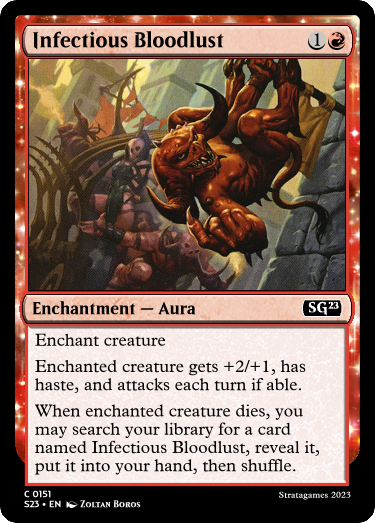 Infectious Bloodlust 1
Enchantment — Aura SG23
Enchant creature
Enchanted creature gets +2/+1, has
haste, and attacks each turn if able.
When enchanted creature dies, you
may search your library for a card
named Infectious Bloodlust, reveal it,
put it into your hand, then shuffle.
C 0151 Stratagames 2023
S23 • EN Zoltan Boros